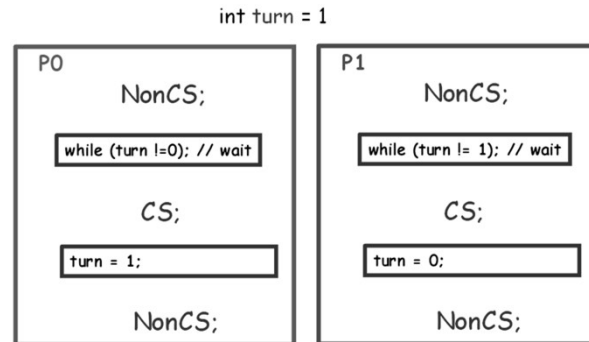 int turn = 1
P0
NonCS;
while (turn !=0); // wait
CS;
turn = 1;
NonCS;
P1
NonCS;
while (turn != 1); // wait
CS;
turn = 0;
NonCS;